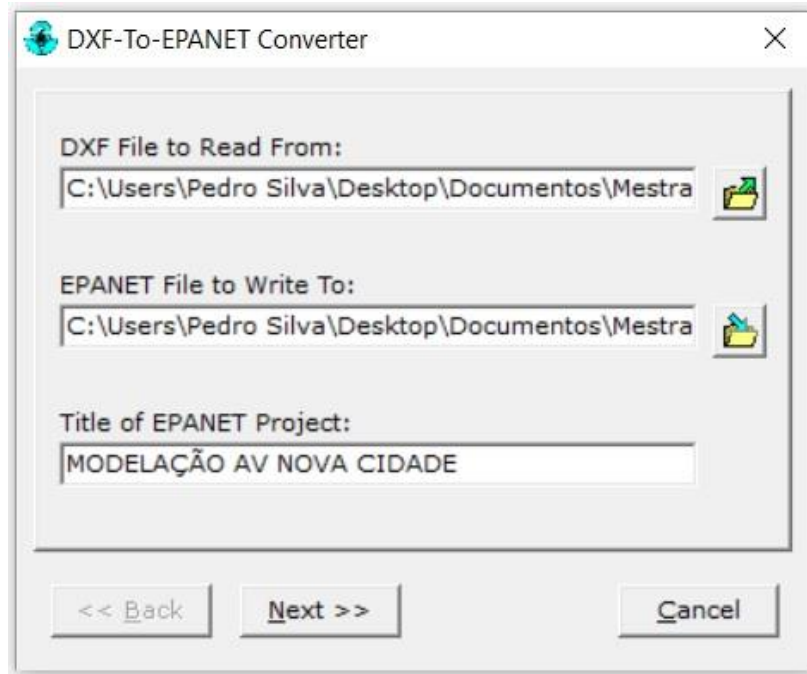 DXF-To-EPANET Converter
DXF File to Read From:
C:\Users\Pedro Silva\Desktop\Documentos\Mestra
EPANET File to Write To:
C:\Users\Pedro Silva\Desktop\Documentos\Mestra
Title of EPANET Project:
MODELAÇÃO AV NOVA CIDADE
<< Back Next >> Cancel